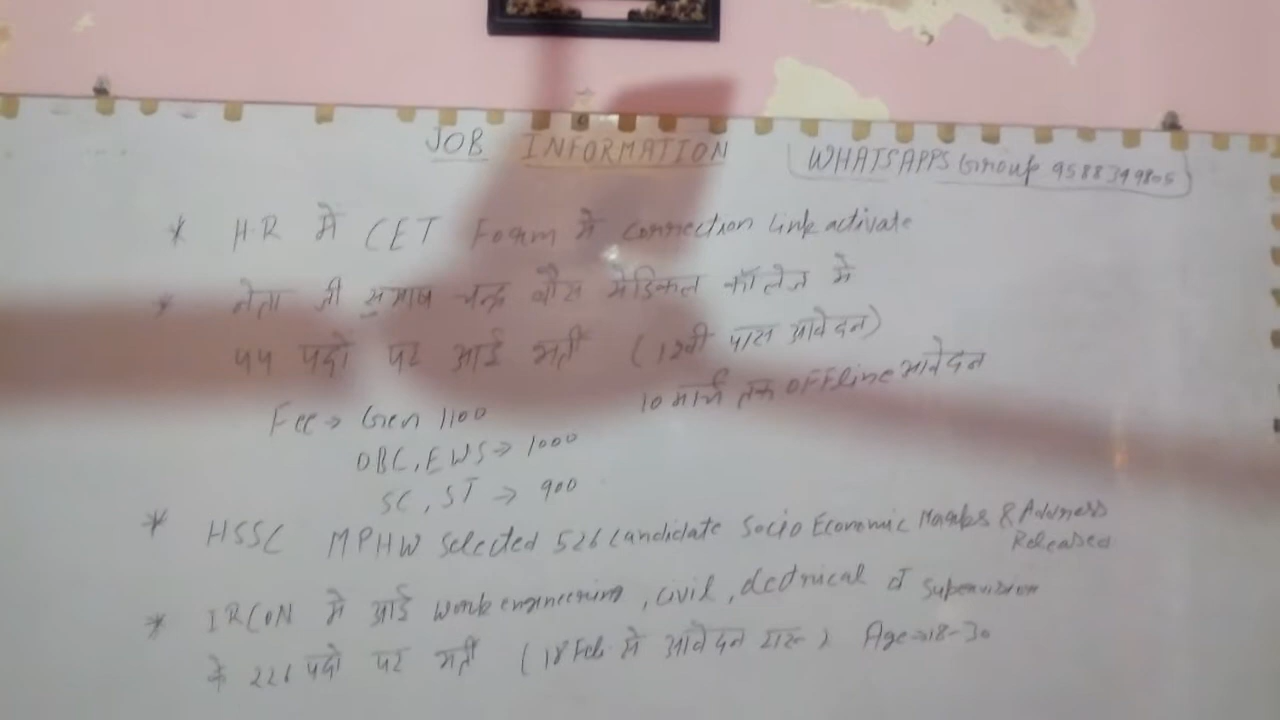 JOB INFORMATION
WHATSAPPS Group 9588349805
* HR में CET Form में correction link activate
* नेता जी सुभाष चन्द्र बौस मेडिकल कॉलेज में
५५ पदो पर आई भर्ती (12वी पास आवेदन)
10 मार्च तक OFFline आवेदन
Fee → Gen 1100
OBC, EWS → 1000
SC, ST → 900
* HSSC MPHW Selected 526 Candidate Socio Economic Marks & Address
Released
* IRCON मे आई work engineering, civil, electrical व
के 226 पदो पर भर्ती (18 Feb से आवेदन) Age → 18-30